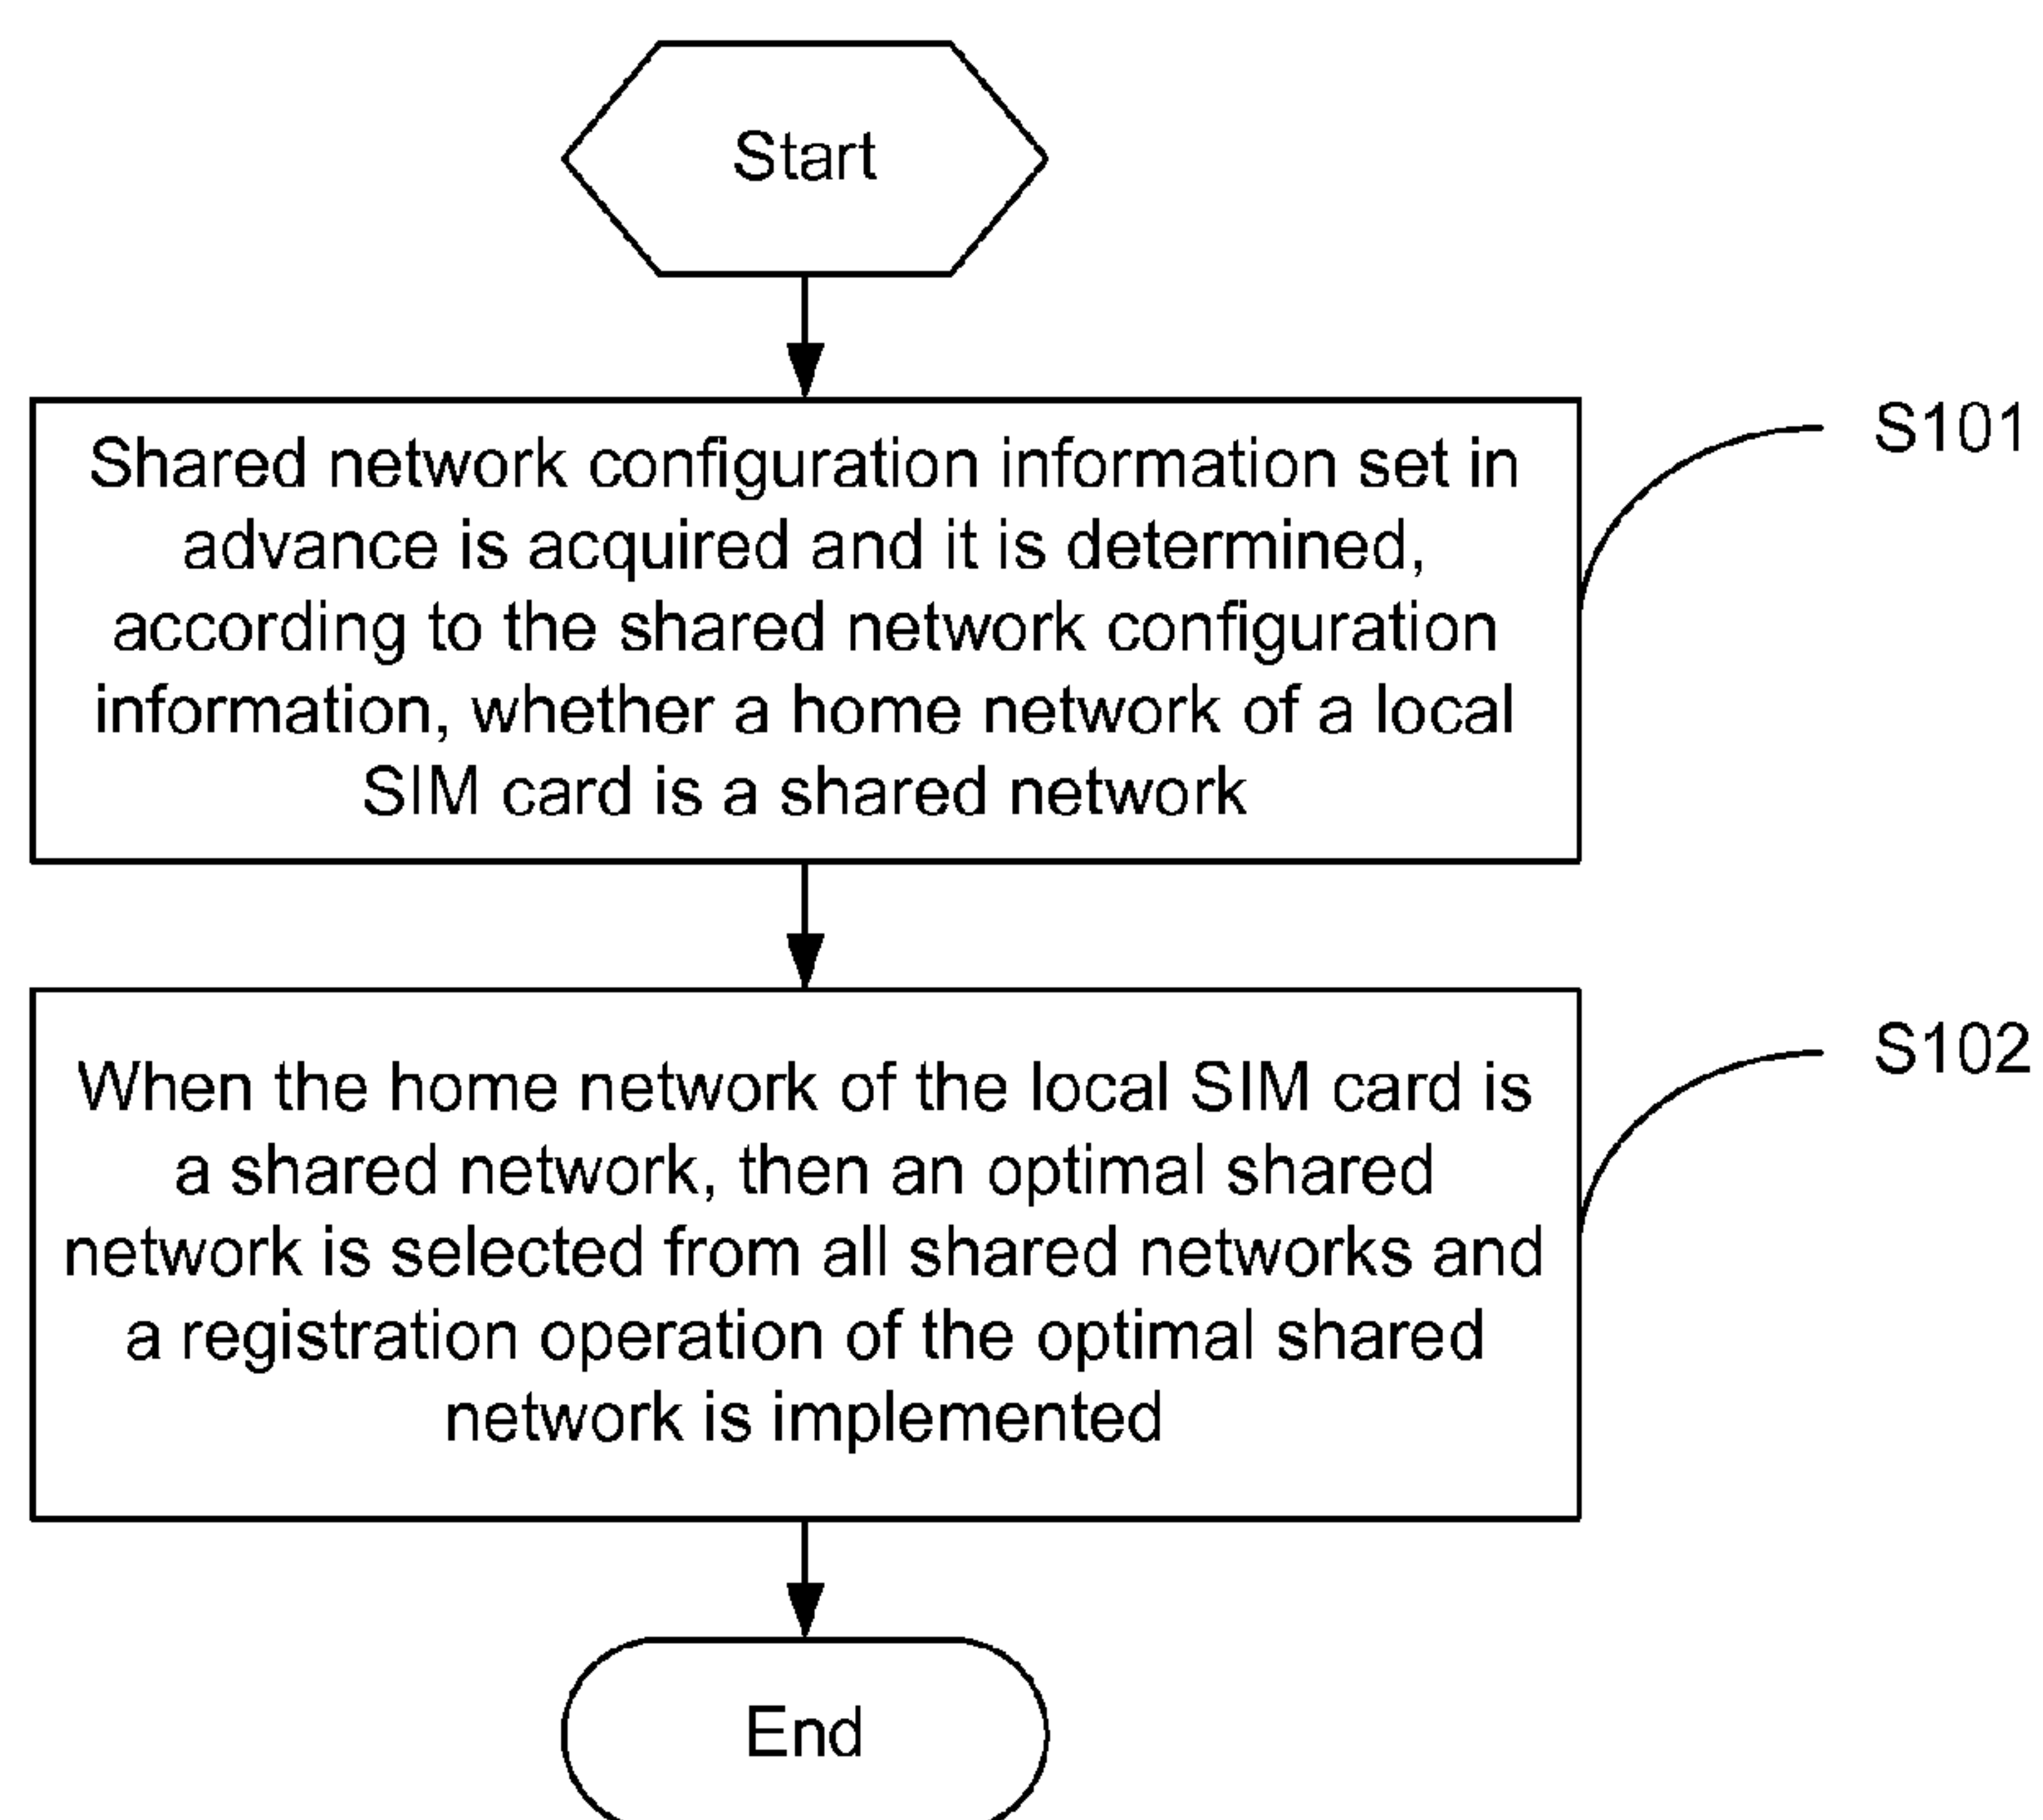 Start
Shared network configuration information set in
advance is acquired and it is determined,
according to the shared network configuration
information, whether a home network of a local
SIM card is a shared network
S101
When the home network of the local SIM card is
a shared network, then an optimal shared
network is selected from all shared networks and
a registration operation of the optimal shared
network is implemented
S102
End